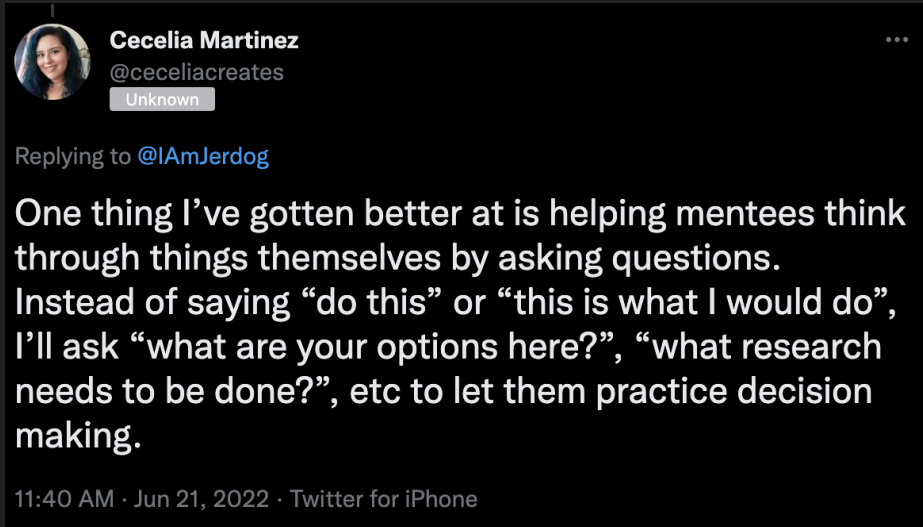 Cecelia Martinez
@ceceliacreates
Unknown
Replying to @IAmJerdog
One thing I’ve gotten better at is helping mentees think
through things themselves by asking questions.
Instead of saying “do this” or “this is what I would do”,
I’ll ask “what are your options here?”, “what research
needs to be done?”, etc to let them practice decision
making.
11:40 AM · Jun 21, 2022 · Twitter for iPhone